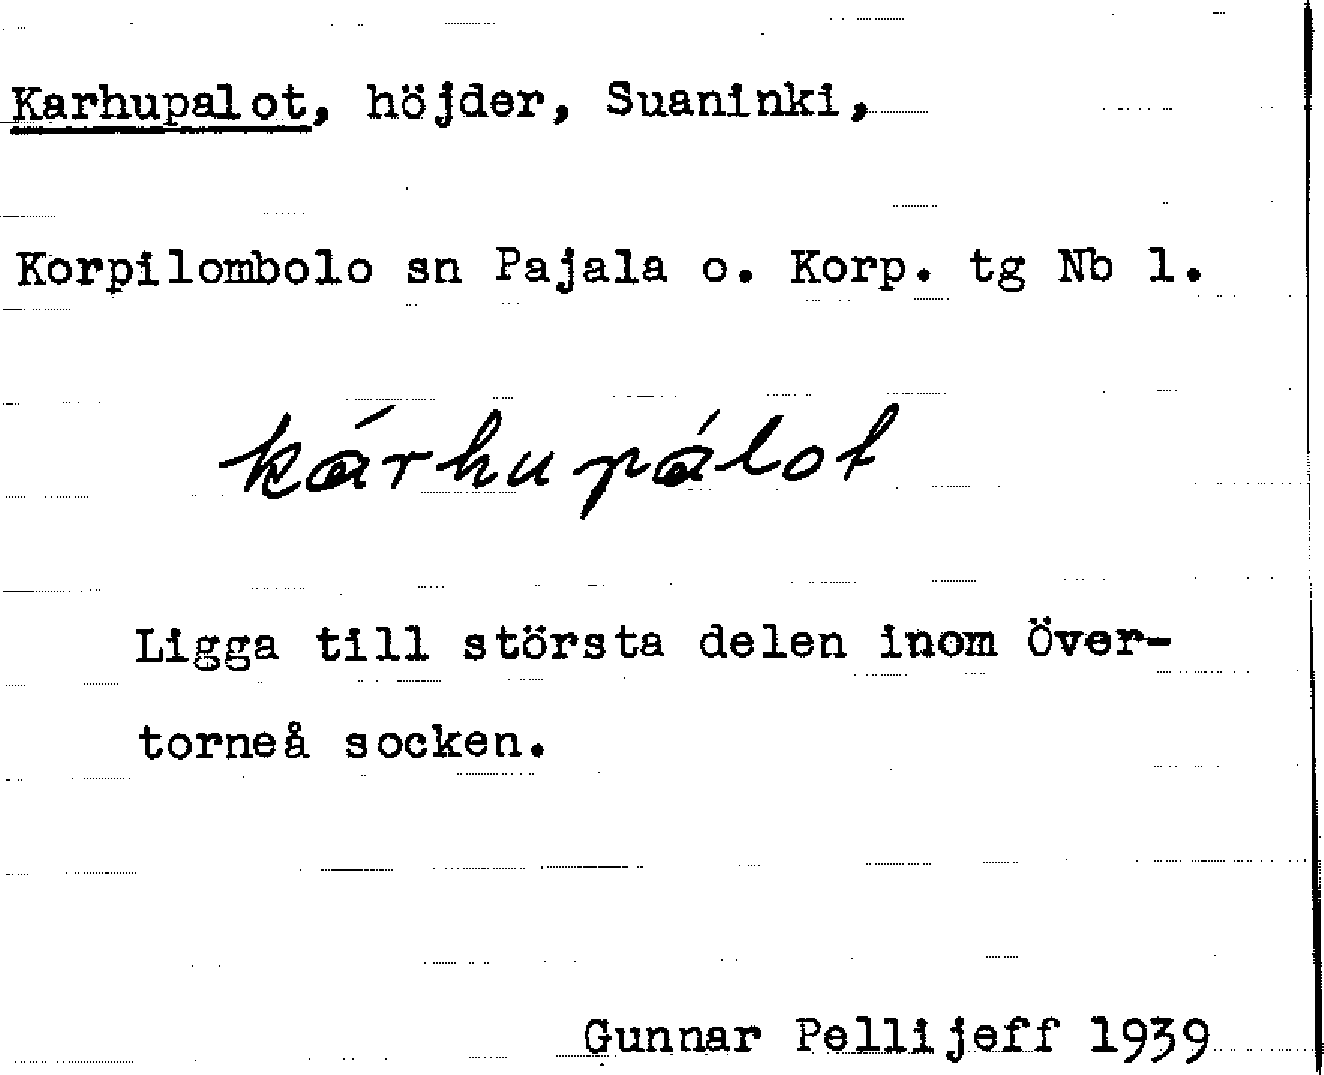 Karhupalot, höjder, Suaninki,
Korpilombolo sn Pajala o. Korp. tg Nb l.
kárhupálot
Ligga till största delen inom Över-
torneå socken.
Gunnar Pellijeff 1939